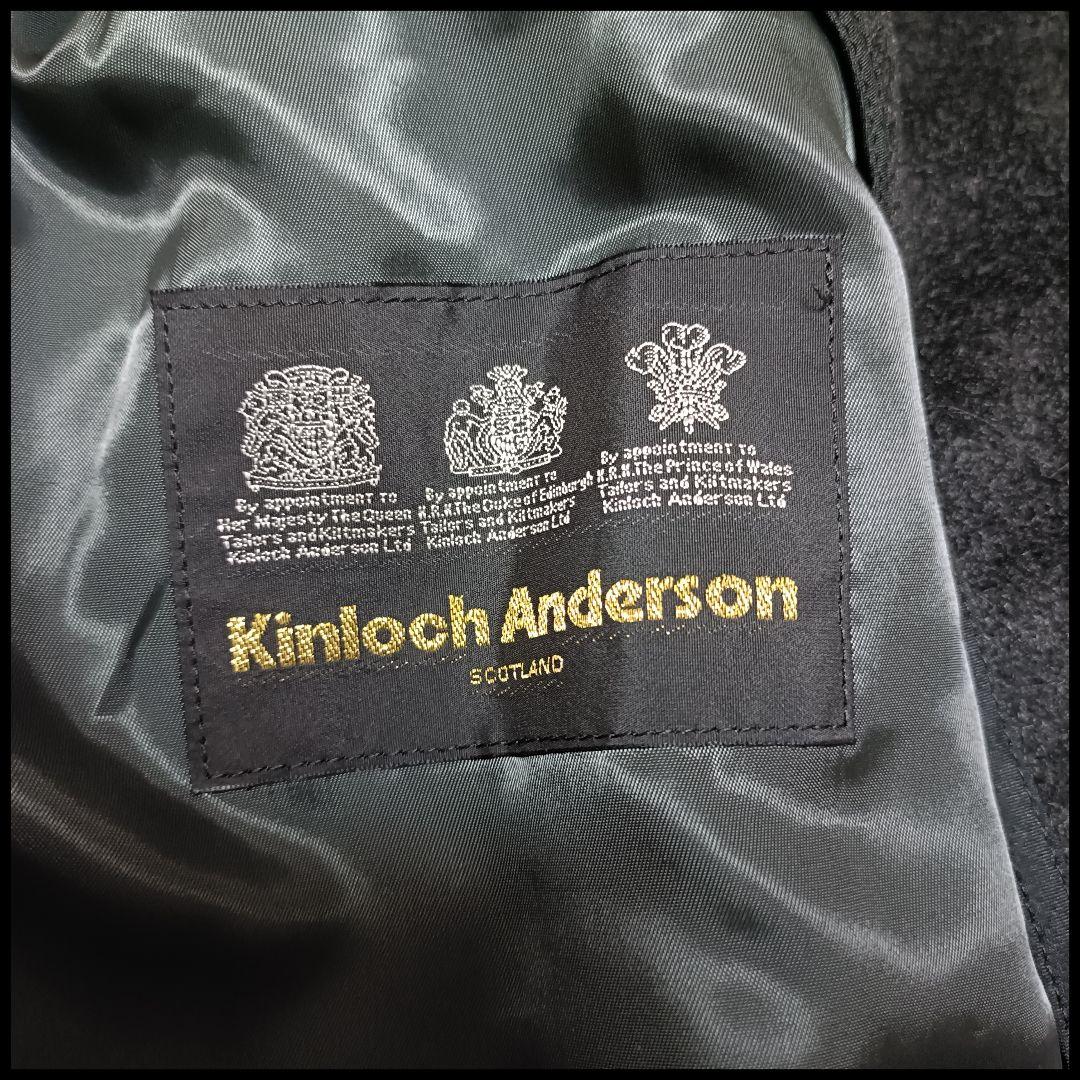 By appointment to
Her Majesty The Queen
Tailors and Kiltmakers
Kinloch Anderson Ltd
By appointment to
H.R.H. The Duke of Edinburgh
Tailors and Kiltmakers
Kinloch Anderson Ltd
By appointment to
H.R.H. The Prince of Wales
Tailors and Kiltmakers
Kinloch Anderson Ltd
Kinloch Anderson
SCOTLAND